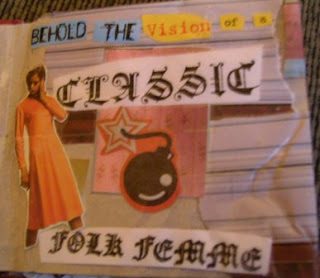 BEHOLD THE Vision of a
CLASSIC
FOLK FEMME